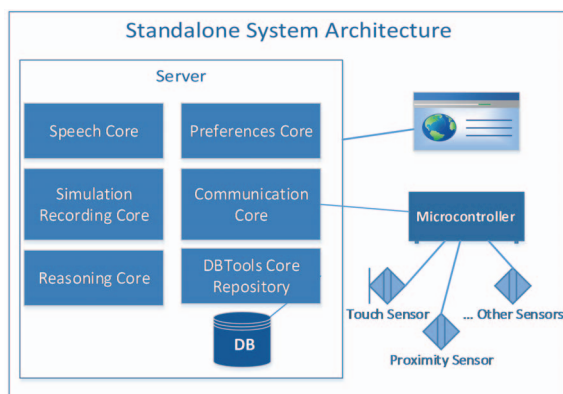 Standalone System Architecture
Server
Speech Core
Preferences Core
Simulation
Recording Core
Communication
Core
Reasoning Core
DBTools Core
Repository
DB
Microcontroller
Touch Sensor
... Other Sensors
Proximity Sensor